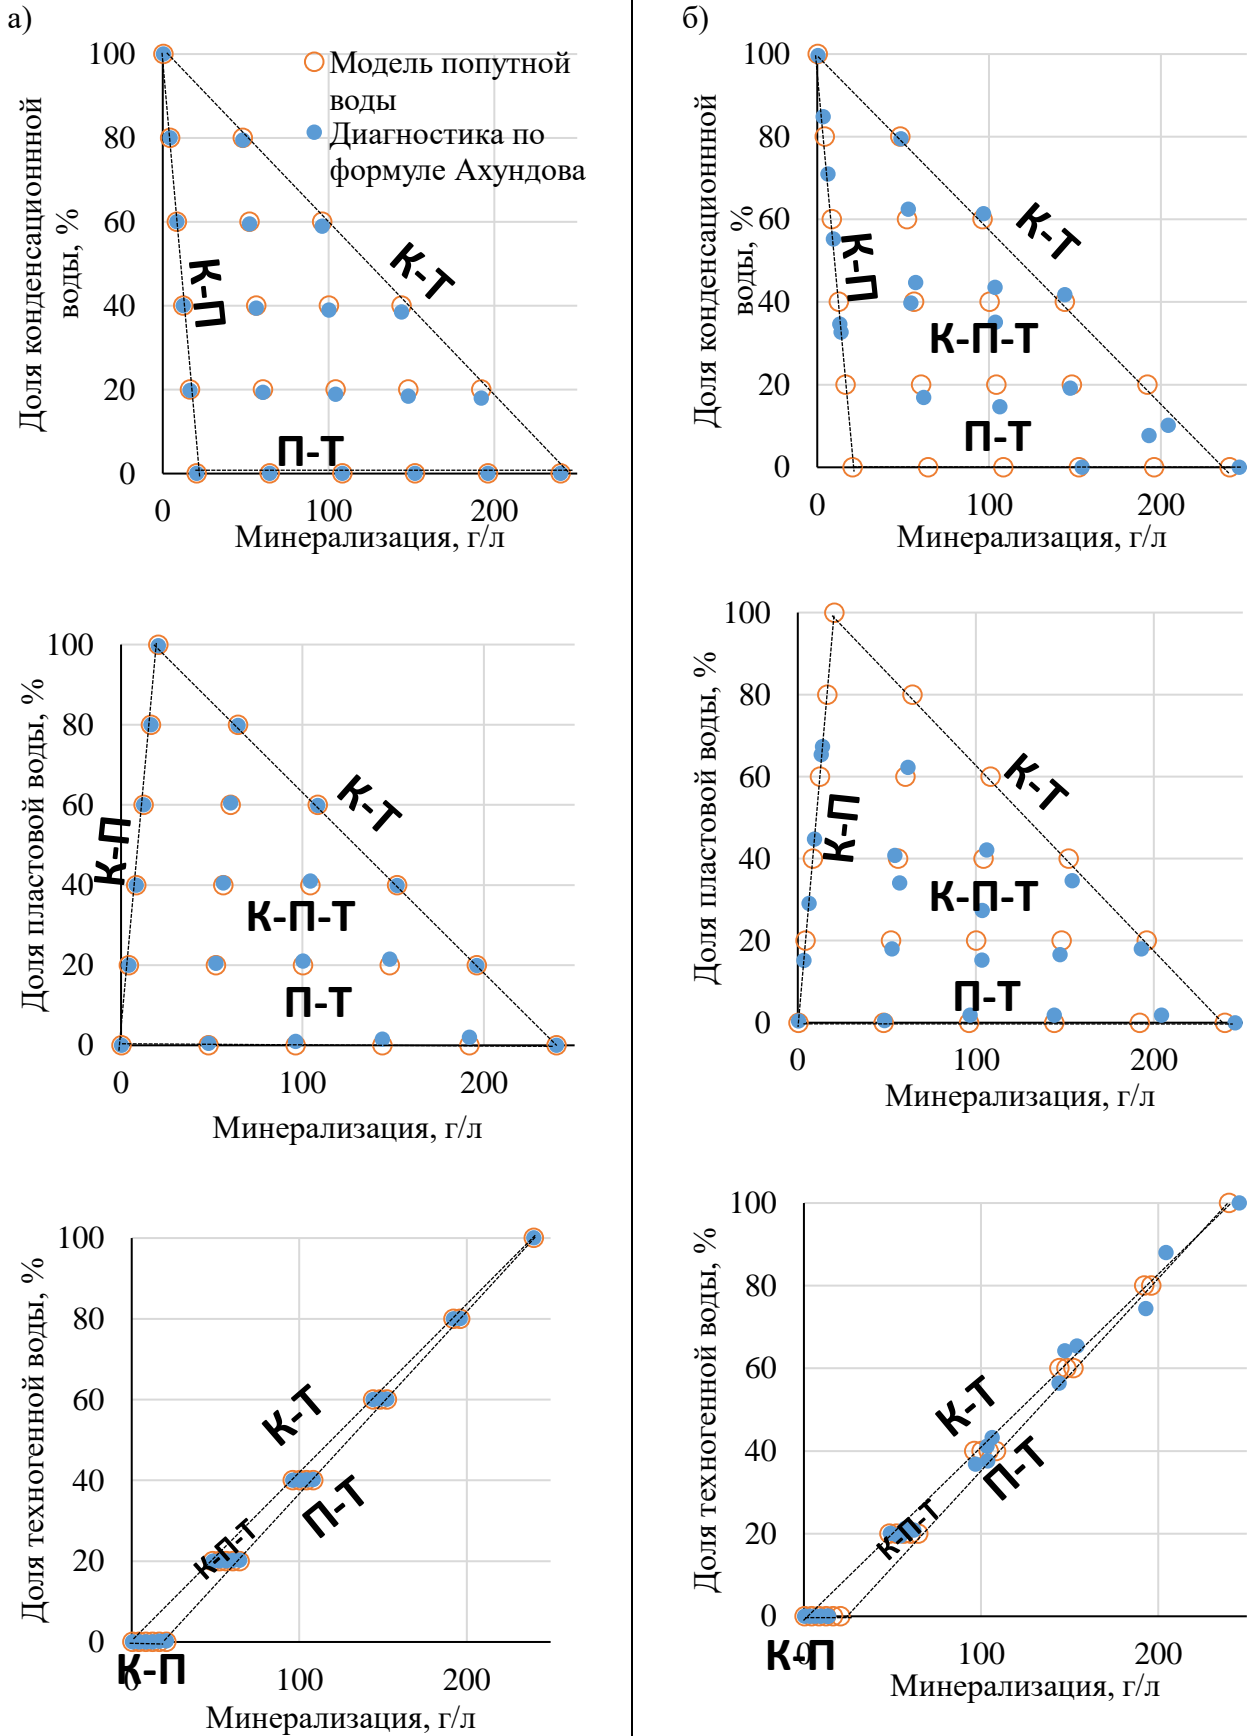 а)
Доля конденсационнной
воды, %
100
80
60
40
20
0
Модель попутной
воды
Диагностика по
формуле Ахундова
К-Т
К-П
П-Т
0 100 200
Минерализация, г/л
Доля пластовой воды, %
100
80
60
40
20
0
К-Т
К-П
К-П-Т
П-Т
0 100 200
Минерализация, г/л
Доля техногенной воды, %
100
80
60
40
20
0
К-Т
П-Т
К-П-Т
К-П
0 100 200
Минерализация, г/л
б)
Доля конденсационнной
воды, %
100
80
60
40
20
0
К-Т
К-П
К-П-Т
П-Т
0 100 200
Минерализация, г/л
Доля пластовой воды, %
100
80
60
40
20
0
К-Т
К-П
К-П-Т
П-Т
0 100 200
Минерализация, г/л
Доля техногенной воды, %
100
80
60
40
20
0
К-Т
П-Т
К-П-Т
К-П
0 100 200
Минерализация, г/л